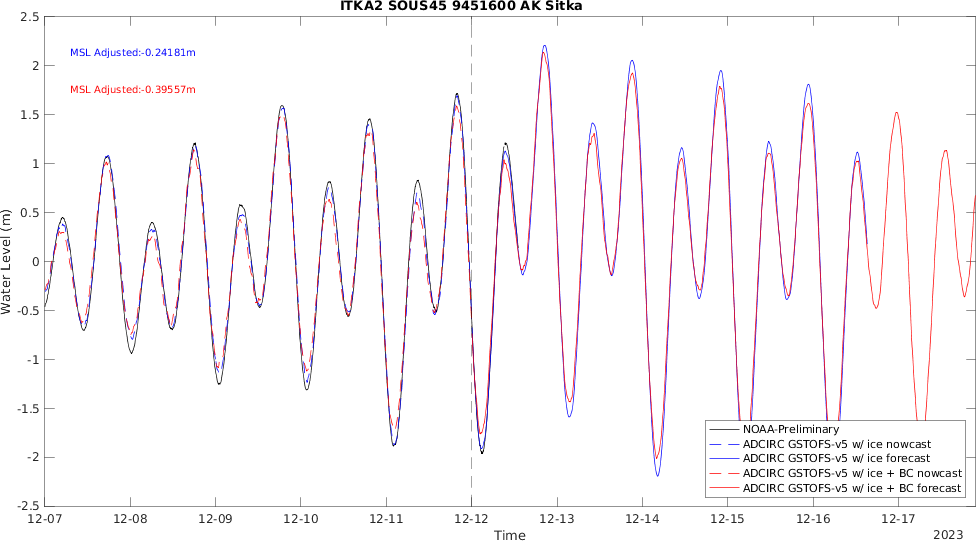 ITKA2 SOUS45 9451600 AK Sitka
MSL Adjusted:-0.24181m
MSL Adjusted:-0.39557m
Water Level (m)
2.5
2
1.5
1
0.5
0
-0.5
-1
-1.5
-2
-2.5
NOAA-Preliminary
ADCIRC GSTOFS-v5 w/ ice nowcast
ADCIRC GSTOFS-v5 w/ ice forecast
ADCIRC GSTOFS-v5 w/ ice + BC nowcast
ADCIRC GSTOFS-v5 w/ ice + BC forecast
12-07 12-08 12-09 12-10 12-11 12-12 12-13 12-14 12-15 12-16 12-17
Time
2023